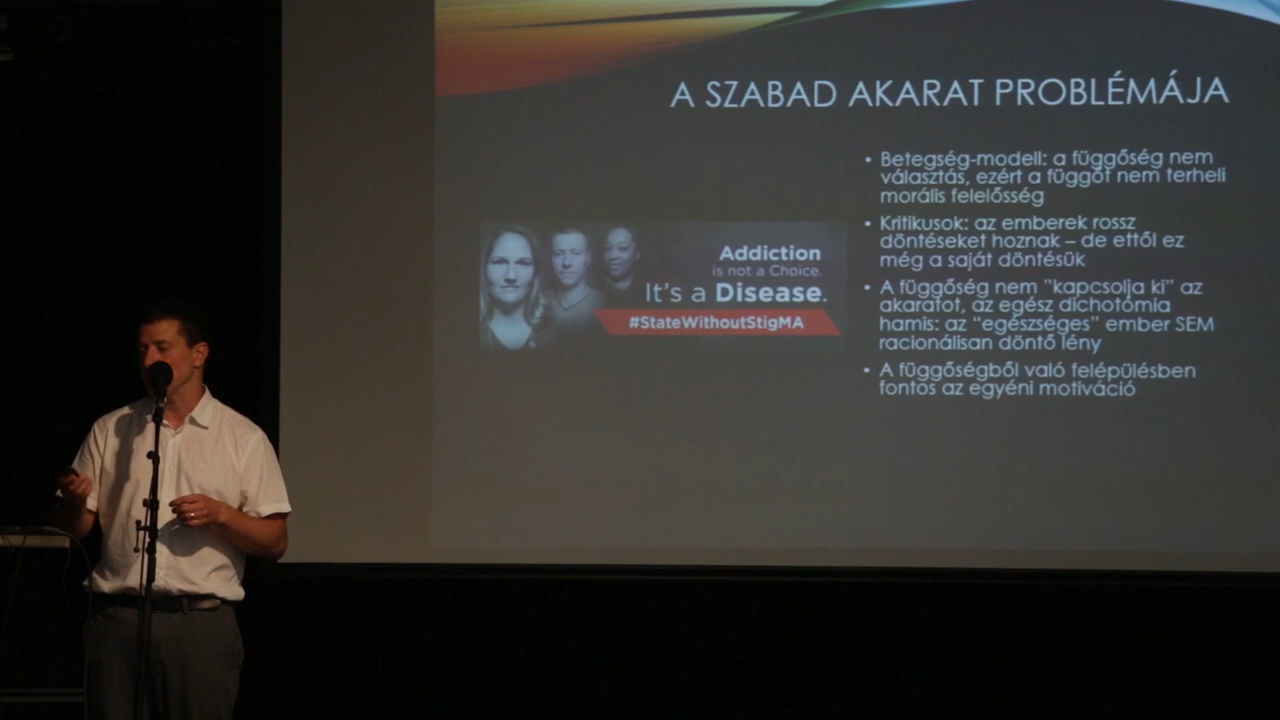 A SZABAD AKARAT PROBLÉMÁJA
Addiction
is not a Choice.
It's a Disease.
#StateWithoutStigMA
• Betegség-modell: a függőség nem
választás, ezért a függőt nem terheli
morális felelősség
• Kritikusok: az emberek rossz
döntéseket hoznak – de ettől ez
még a saját döntésük
• A függőség nem "kapcsolja ki" az
akaratot, az egész dichotómia
hamis: az "egészséges" ember SEM
racionálisan döntő lény
• A függőségből való felépülésben
fontos az egyéni motiváció